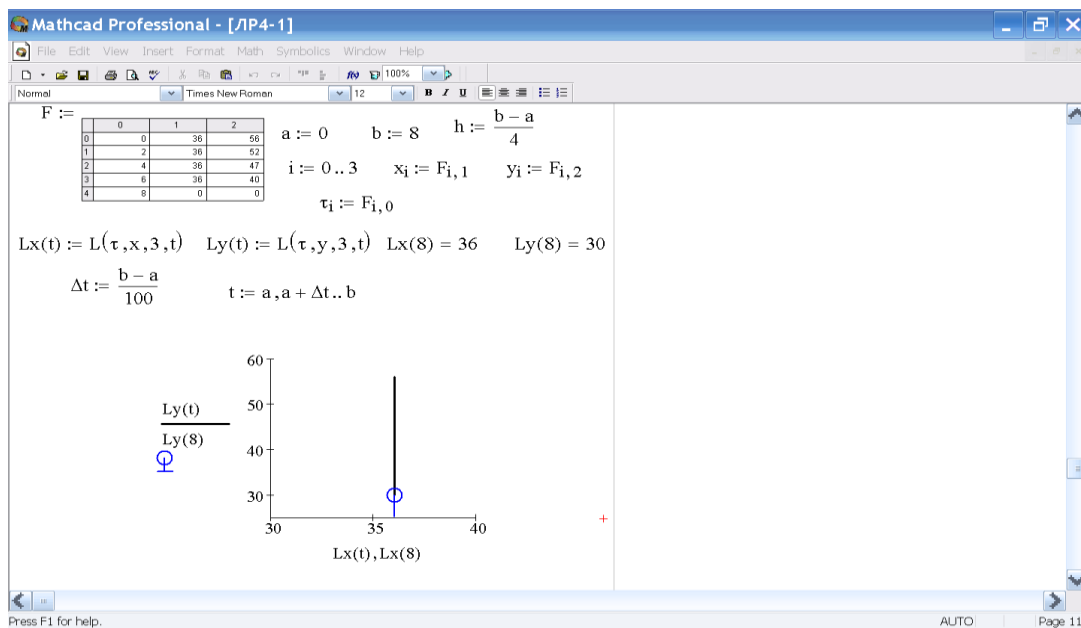 Mathcad Professional - [ЛР4-1]
File Edit View Insert Format Math Symbolics Window Help
100%
Normal Times New Roman 12 B I U
F :=
0 1 2
0 0 36 56
1 2 36 52
2 4 36 47
3 6 36 40
4 8 0 0
a := 0 b := 8 h := (b − a)/4
i := 0 .. 3 x_i := F_i,1 y_i := F_i,2
τ_i := F_i,0
Lx(t) := L(τ,x,3,t) Ly(t) := L(τ,y,3,t) Lx(8) = 36 Ly(8) = 30
Δt := (b − a)/100 t := a,a + Δt .. b
60
50
40
30
Ly(t)
Ly(8)
30 35 40
Lx(t),Lx(8)
Press F1 for help. AUTO Page 11